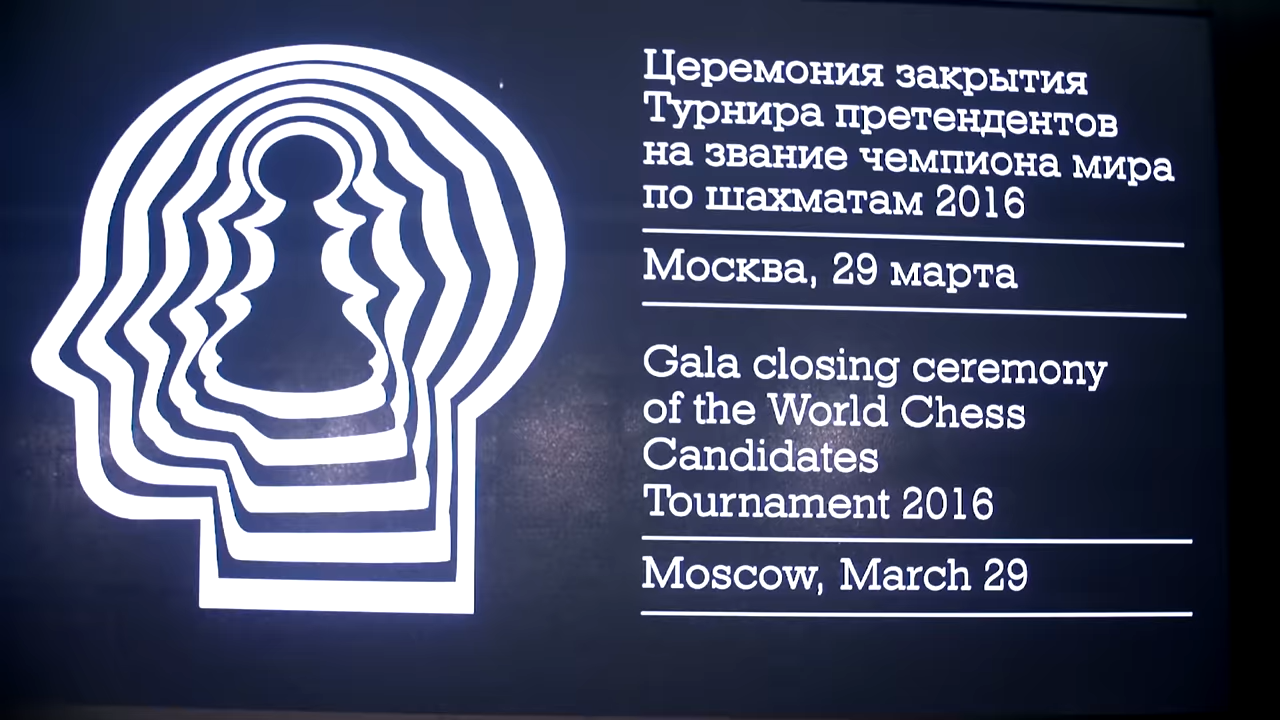 Церемония закрытия
Турнира претендентов
на звание чемпиона мира
по шахматам 2016
Москва, 29 марта
Gala closing ceremony
of the World Chess
Candidates
Tournament 2016
Moscow, March 29